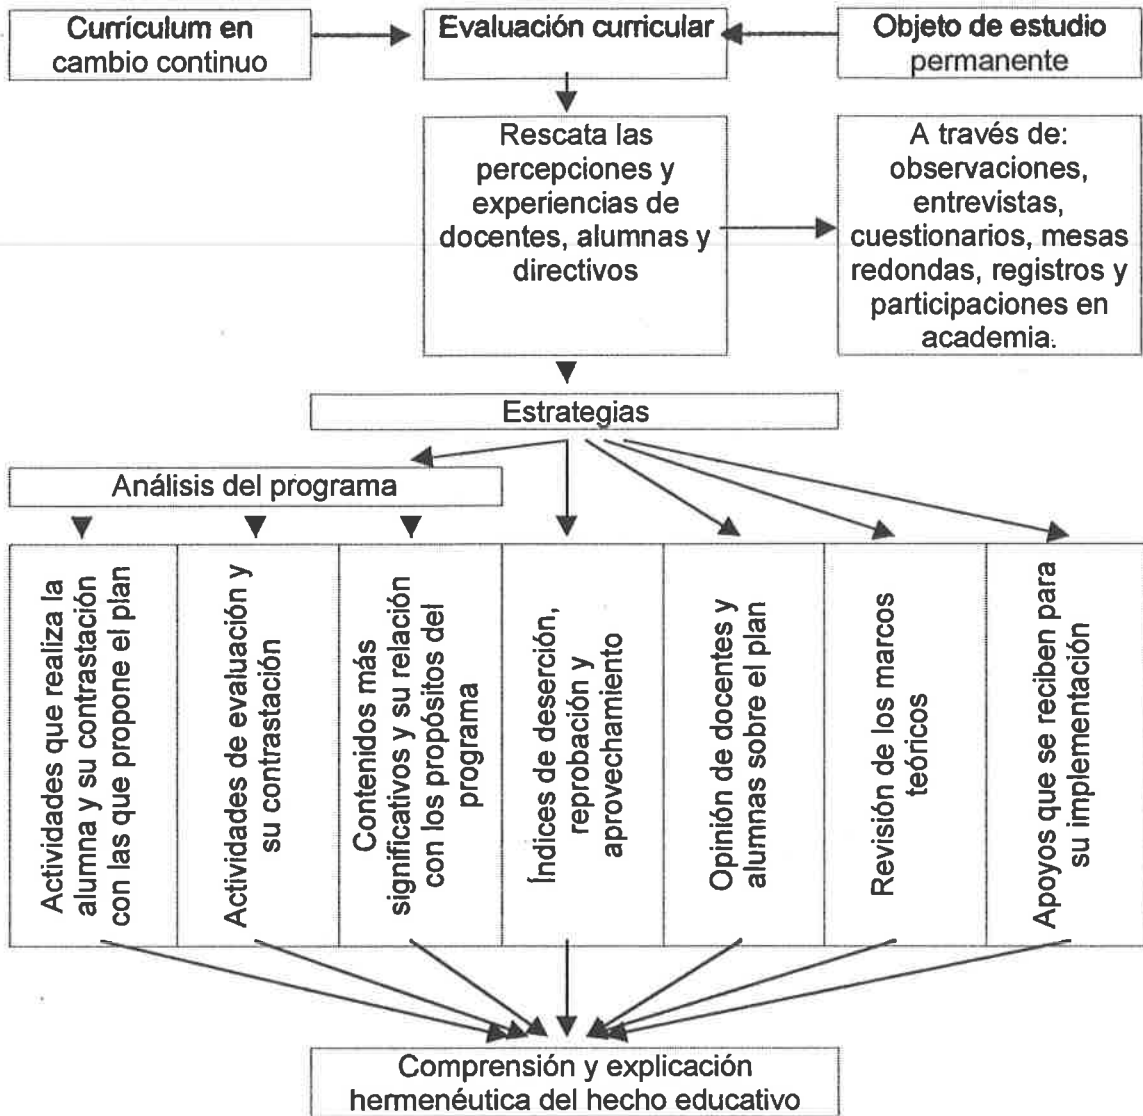 Currículum en
cambio continuo
Evaluación curricular
Objeto de estudio
permanente
Rescata las
percepciones y
experiencias de
docentes, alumnas y
directivos
A través de:
observaciones,
entrevistas,
cuestionarios, mesas
redondas, registros y
participaciones en
academia.
Estrategias
Análisis del programa
Actividades que realiza la
alumna y su contrastación
con las que propone el plan
Actividades de evaluación y
su contrastación
Contenidos más
significativos y su relación
con los propósitos del
programa
Índices de deserción,
reprobación y
aprovechamiento
Opinión de docentes y
alumnas sobre el plan
Revisión de los marcos
teóricos
Apoyos que se reciben para
su implementación
Comprensión y explicación
hermenéutica del hecho educativo